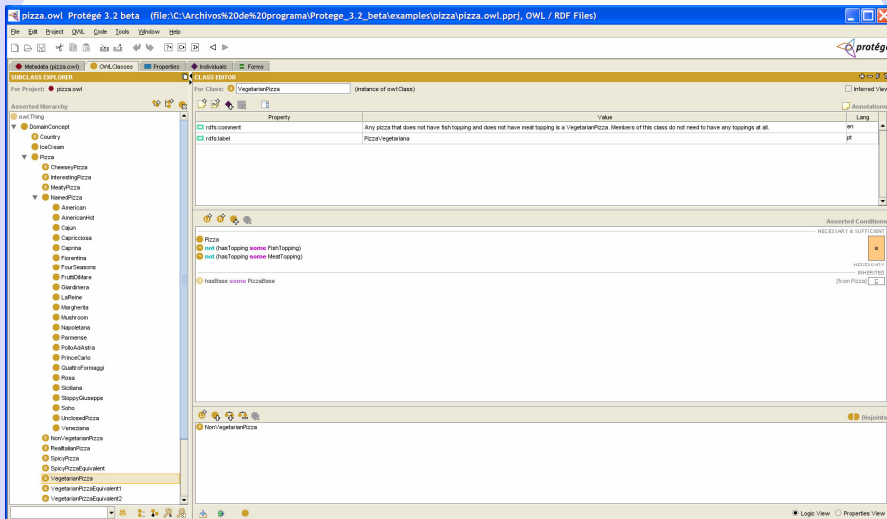 pizza.owl Protégé 3.2 beta (file:\C:\Archivos%20de%20programa\Protege_3.2_beta\examples\pizza\pizza.owl.pprj, OWL / RDF Files)
File Edit Project OWL Code Tools Window Help
protégé
Metadata (pizza.owl) OWLClasses Properties Individuals Forms
SUBCLASS EXPLORER
For Project: pizza.owl
Asserted Hierarchy
owl:Thing
DomainConcept
Country
IceCream
Pizza
CheeseyPizza
InterestingPizza
MeatyPizza
NamedPizza
American
AmericanHot
Cajun
Capricciosa
Caprina
Fiorentina
FourSeasons
FruttiDiMare
Giardiniera
LaReine
Margherita
Mushroom
Napoletana
Parmense
PolloAdAstra
PrinceCarlo
QuattroFormaggi
Rosa
Siciliana
SloppyGiuseppe
Soho
UnclosedPizza
Veneziana
NonVegetarianPizza
RealItalianPizza
SpicyPizza
SpicyPizzaEquivalent
VegetarianPizza
VegetarianPizzaEquivalent1
VegetarianPizzaEquivalent2
CLASS EDITOR
For Class: VegetarianPizza (instance of owl:Class) Inferred View
Annotations
Property Value Lang
rdfs:comment Any pizza that does not have fish topping and does not have meat topping is a VegetarianPizza. Members of this class do not need to have any toppings at all. en
rdfs:label PizzaVegetariana pt
Asserted Conditions
NECESSARY & SUFFICIENT
Pizza
not (hasTopping some FishTopping)
not (hasTopping some MeatTopping)
NECESSARY
INHERITED
hasBase some PizzaBase [from Pizza]
Disjoints
NonVegetarianPizza
Logic View Properties View